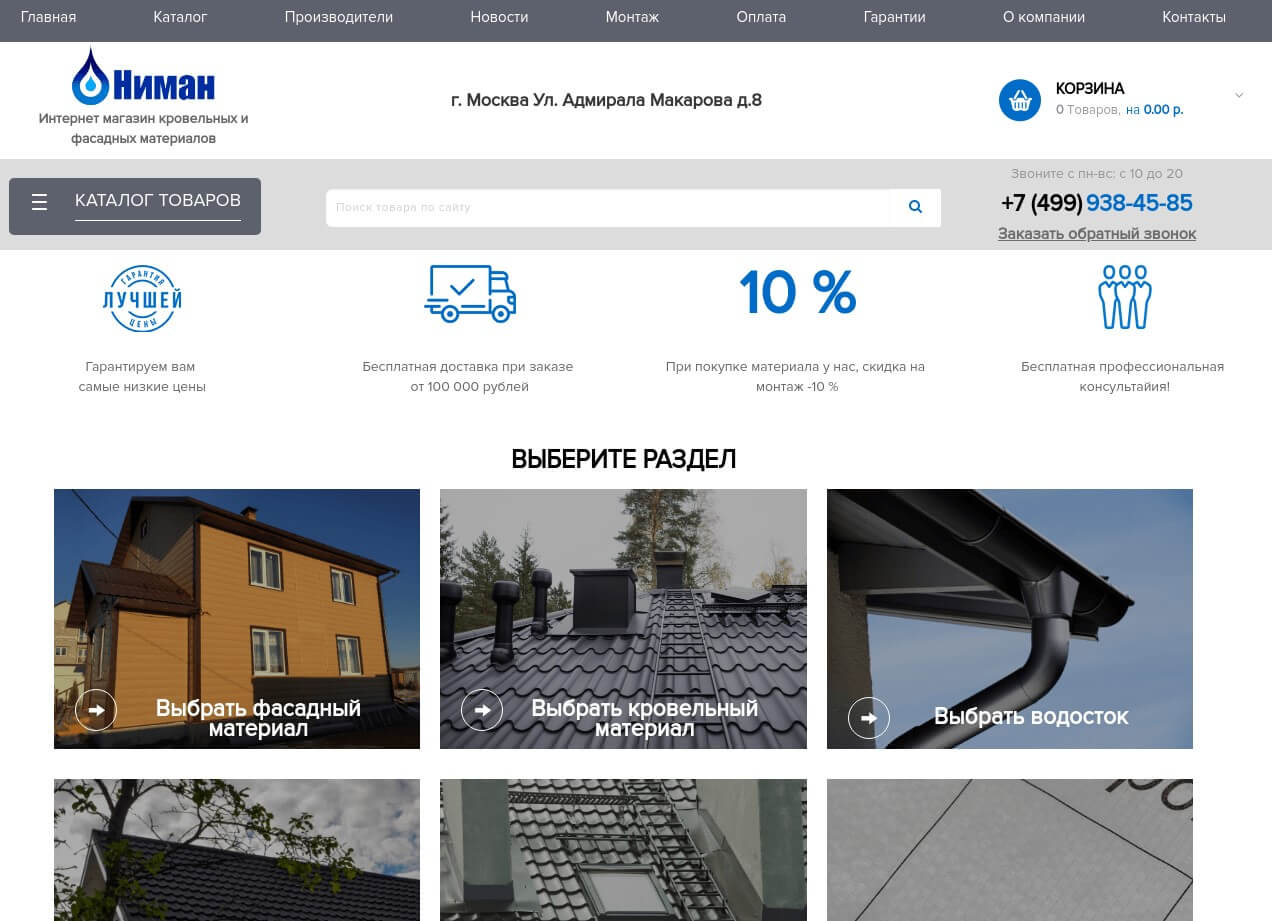 Главная Каталог Производители Новости Монтаж Оплата Гарантии О компании Контакты
Ниман
Интернет магазин кровельных и
фасадных материалов
г. Москва Ул. Адмирала Макарова д.8
КОРЗИНА
0 Товаров, на 0.00 р.
КАТАЛОГ ТОВАРОВ
Поиск товара по сайту
Звоните с пн-вс: с 10 до 20
+7 (499) 938-45-85
Заказать обратный звонок
ГАРАНТИЯ
ЛУЧШЕЙ
ЦЕНЫ
Гарантируем вам
самые низкие цены
Бесплатная доставка при заказе
от 100 000 рублей
10 %
При покупке материала у нас, скидка на
монтаж -10 %
Бесплатная профессиональная
консультайия!
ВЫБЕРИТЕ РАЗДЕЛ
Выбрать фасадный
материал
Выбрать кровельный
материал
Выбрать водосток